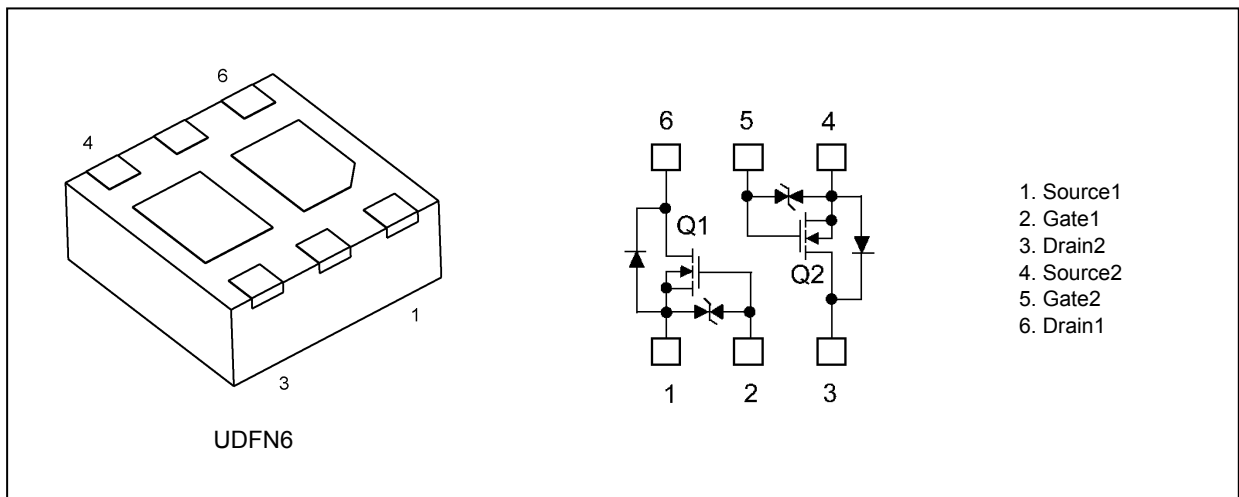 6
4
1
3
UDFN6
6 5 4
Q1
Q2
1 2 3
1. Source1
2. Gate1
3. Drain2
4. Source2
5. Gate2
6. Drain1